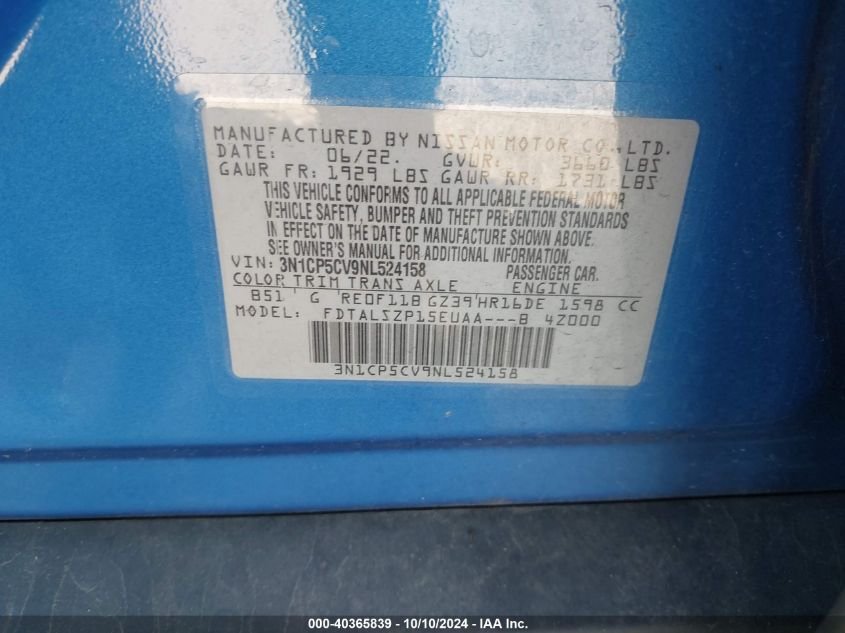 MANUFACTURED BY NISSAN MOTOR CO.,LTD.
DATE: 06/22. GVWR: 3660 LBS
GAWR FR: 1929 LBS GAWR RR: 1731 LBS
THIS VEHICLE CONFORMS TO ALL APPLICABLE FEDERAL MOTOR
VEHICLE SAFETY, BUMPER AND THEFT PREVENTION STANDARDS
IN EFFECT ON THE DATE OF MANUFACTURE SHOWN ABOVE.
SEE OWNER'S MANUAL FOR ADDITIONAL INFORMATION.
VIN: 3N1CP5CV9NL524158 PASSENGER CAR.
COLOR TRIM TRANS AXLE ENGINE
B51 G RE0F11B GZ39 HR16DE 1598 CC
MODEL: FDTALSZP15EUAA---B 4Z000
3N1CP5CV9NL524158
000-40365839 - 10/10/2024 - IAA Inc.